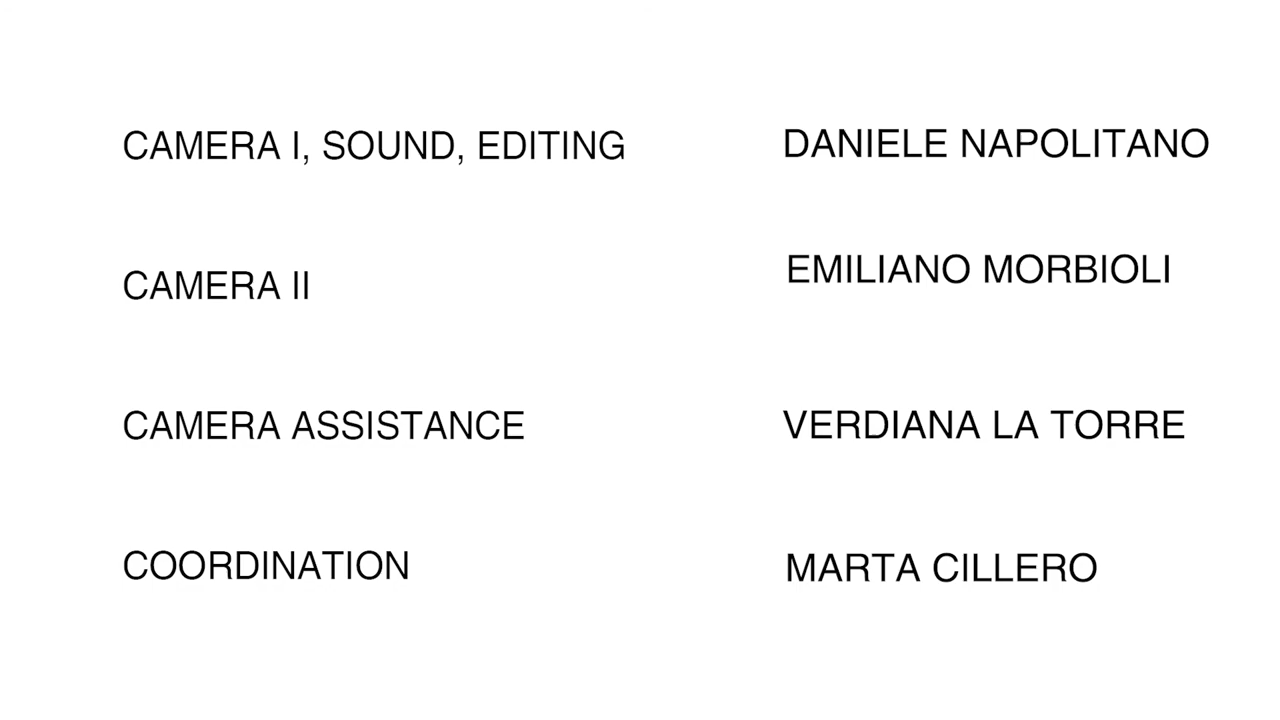 CAMERA I, SOUND, EDITING DANIELE NAPOLITANO
CAMERA II EMILIANO MORBIOLI
CAMERA ASSISTANCE VERDIANA LA TORRE
COORDINATION MARTA CILLERO